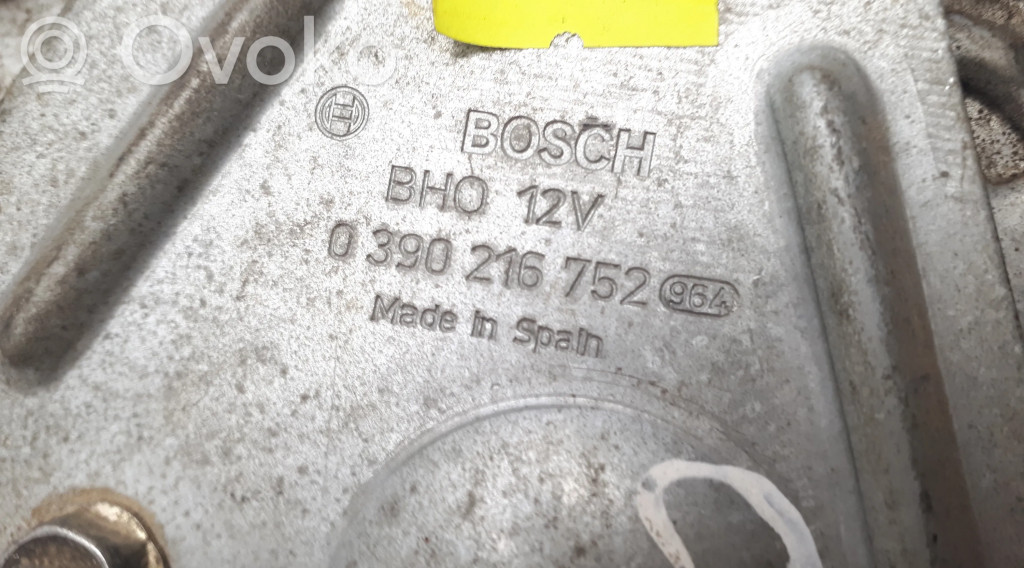 Ovoko
BOSCH
BHO 12V
0 390 216 752 964
Made in Spain